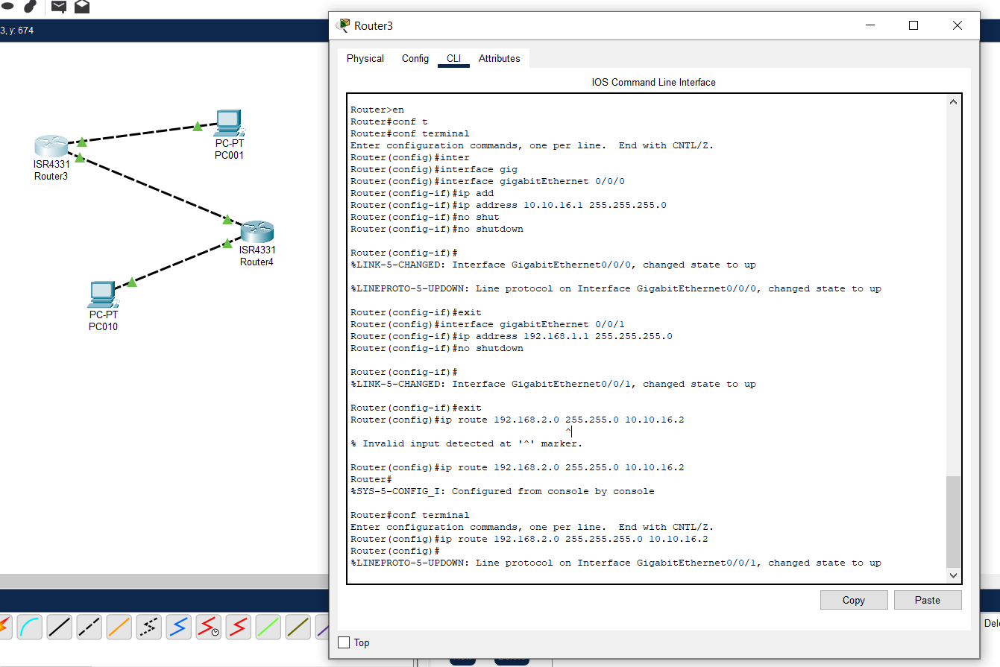 3, y: 674
Router3
Physical Config CLI Attributes
IOS Command Line Interface
Router>en
Router#conf t
Router#conf terminal
Enter configuration commands, one per line.  End with CNTL/Z.
Router(config)#inter
Router(config)#interface gig
Router(config)#interface gigabitEthernet 0/0/0
Router(config-if)#ip add
Router(config-if)#ip address 10.10.16.1 255.255.255.0
Router(config-if)#no shut
Router(config-if)#no shutdown
Router(config-if)#
%LINK-5-CHANGED: Interface GigabitEthernet0/0/0, changed state to up
%LINEPROTO-5-UPDOWN: Line protocol on Interface GigabitEthernet0/0/0, changed state to up
Router(config-if)#exit
Router(config)#interface gigabitEthernet 0/0/1
Router(config-if)#ip address 192.168.1.1 255.255.255.0
Router(config-if)#no shutdown
Router(config-if)#
%LINK-5-CHANGED: Interface GigabitEthernet0/0/1, changed state to up
Router(config-if)#exit
Router(config)#ip route 192.168.2.0 255.255.0 10.10.16.2
^
% Invalid input detected at '^' marker.
Router(config)#ip route 192.168.2.0 255.255.0 10.10.16.2
Router#
%SYS-5-CONFIG_I: Configured from console by console
Router#conf terminal
Enter configuration commands, one per line.  End with CNTL/Z.
Router(config)#ip route 192.168.2.0 255.255.255.0 10.10.16.2
Router(config)#
%LINEPROTO-5-UPDOWN: Line protocol on Interface GigabitEthernet0/0/1, changed state to up
Copy Paste
Top
PC-PT
PC001
ISR4331
Router3
ISR4331
Router4
PC-PT
PC010